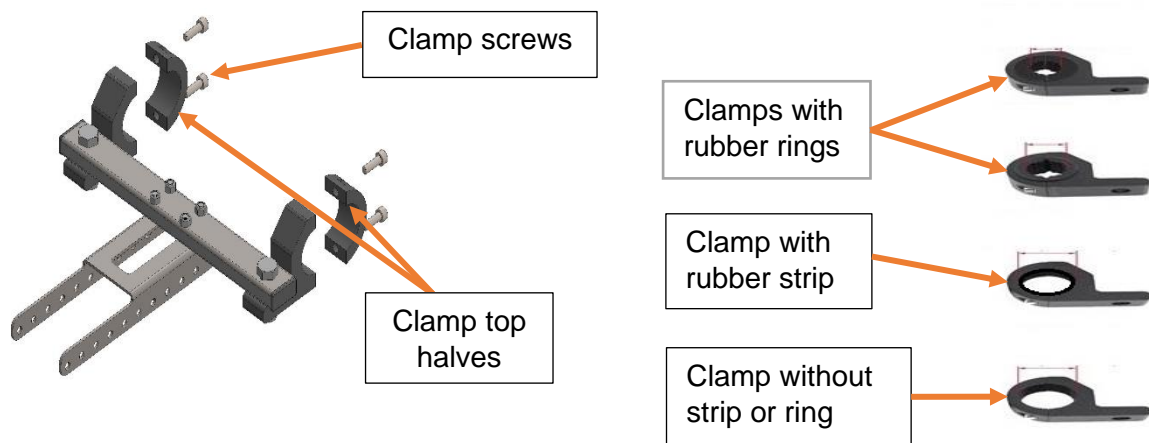 Clamp screws
Clamps with
rubber rings
Clamp with
rubber strip
Clamp top
halves
Clamp without
strip or ring